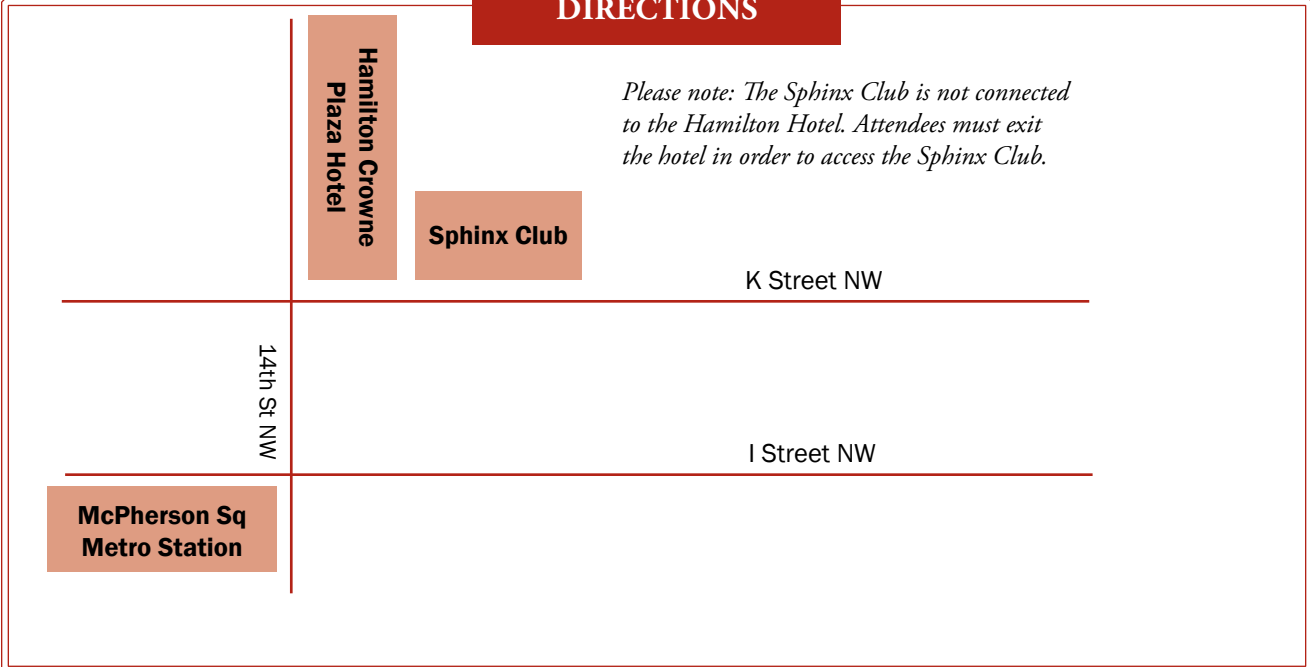 DIRECTIONS
Hamilton Crowne
Plaza Hotel
Please note: The Sphinx Club is not connected
to the Hamilton Hotel. Attendees must exit
the hotel in order to access the Sphinx Club.
Sphinx Club
K Street NW
14th St NW
I Street NW
McPherson Sq
Metro Station